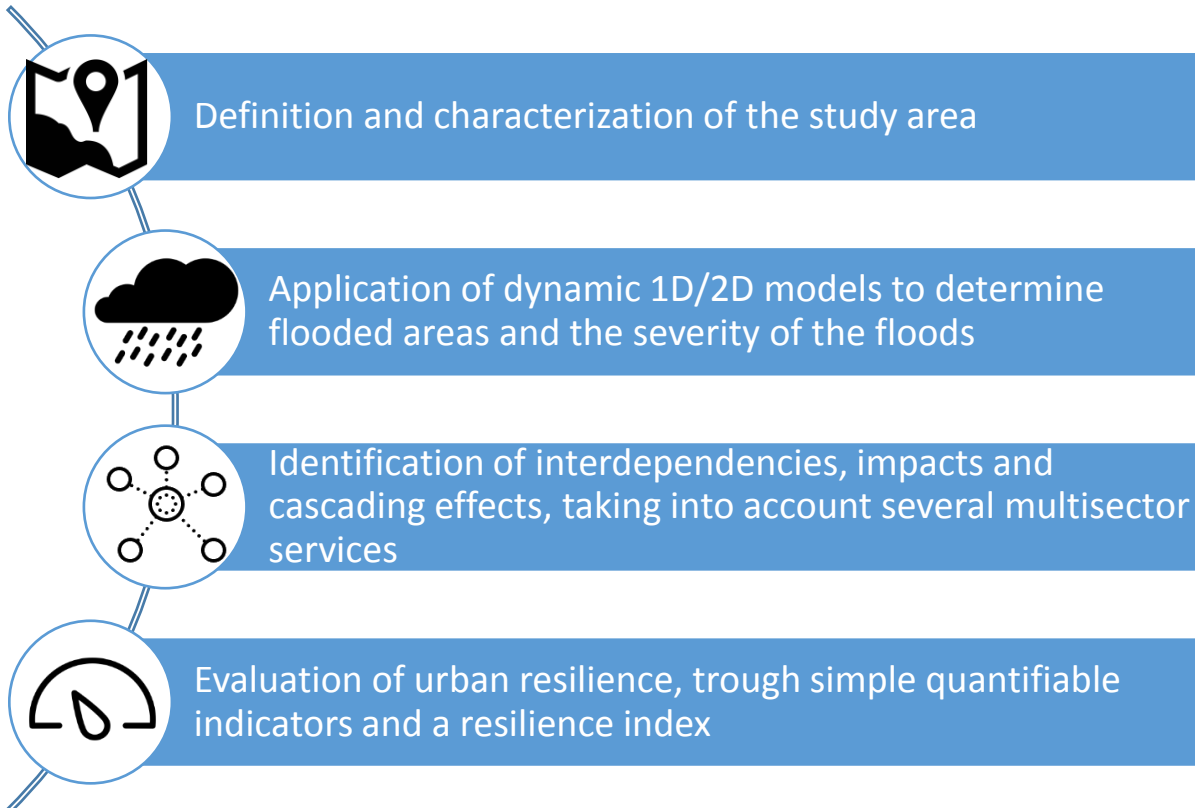 Definition and characterization of the study area
Application of dynamic 1D/2D models to determine
flooded areas and the severity of the floods
Identification of interdependencies, impacts and
cascading effects, taking into account several multisector
services
Evaluation of urban resilience, trough simple quantifiable
indicators and a resilience index